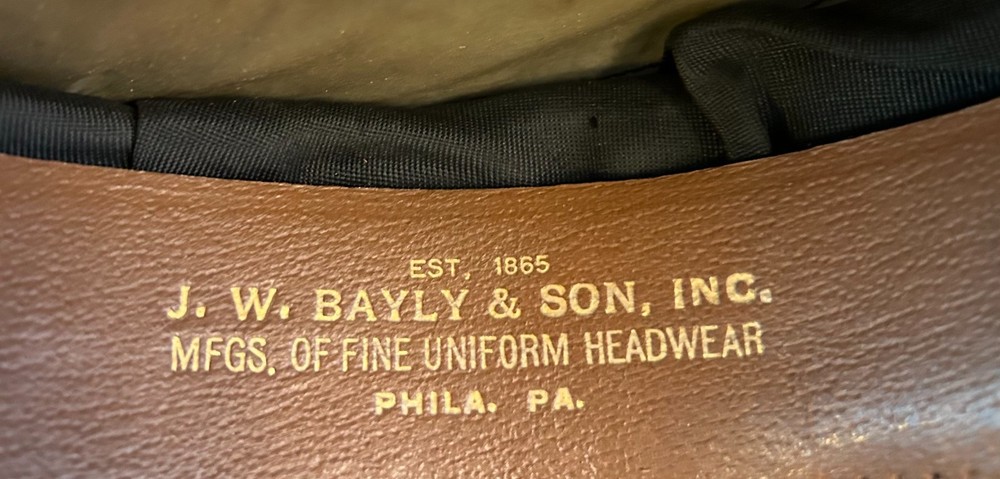 EST. 1865
J. W. BAYLY & SON, INC.
MFGS. OF FINE UNIFORM HEADWEAR
PHILA. PA.